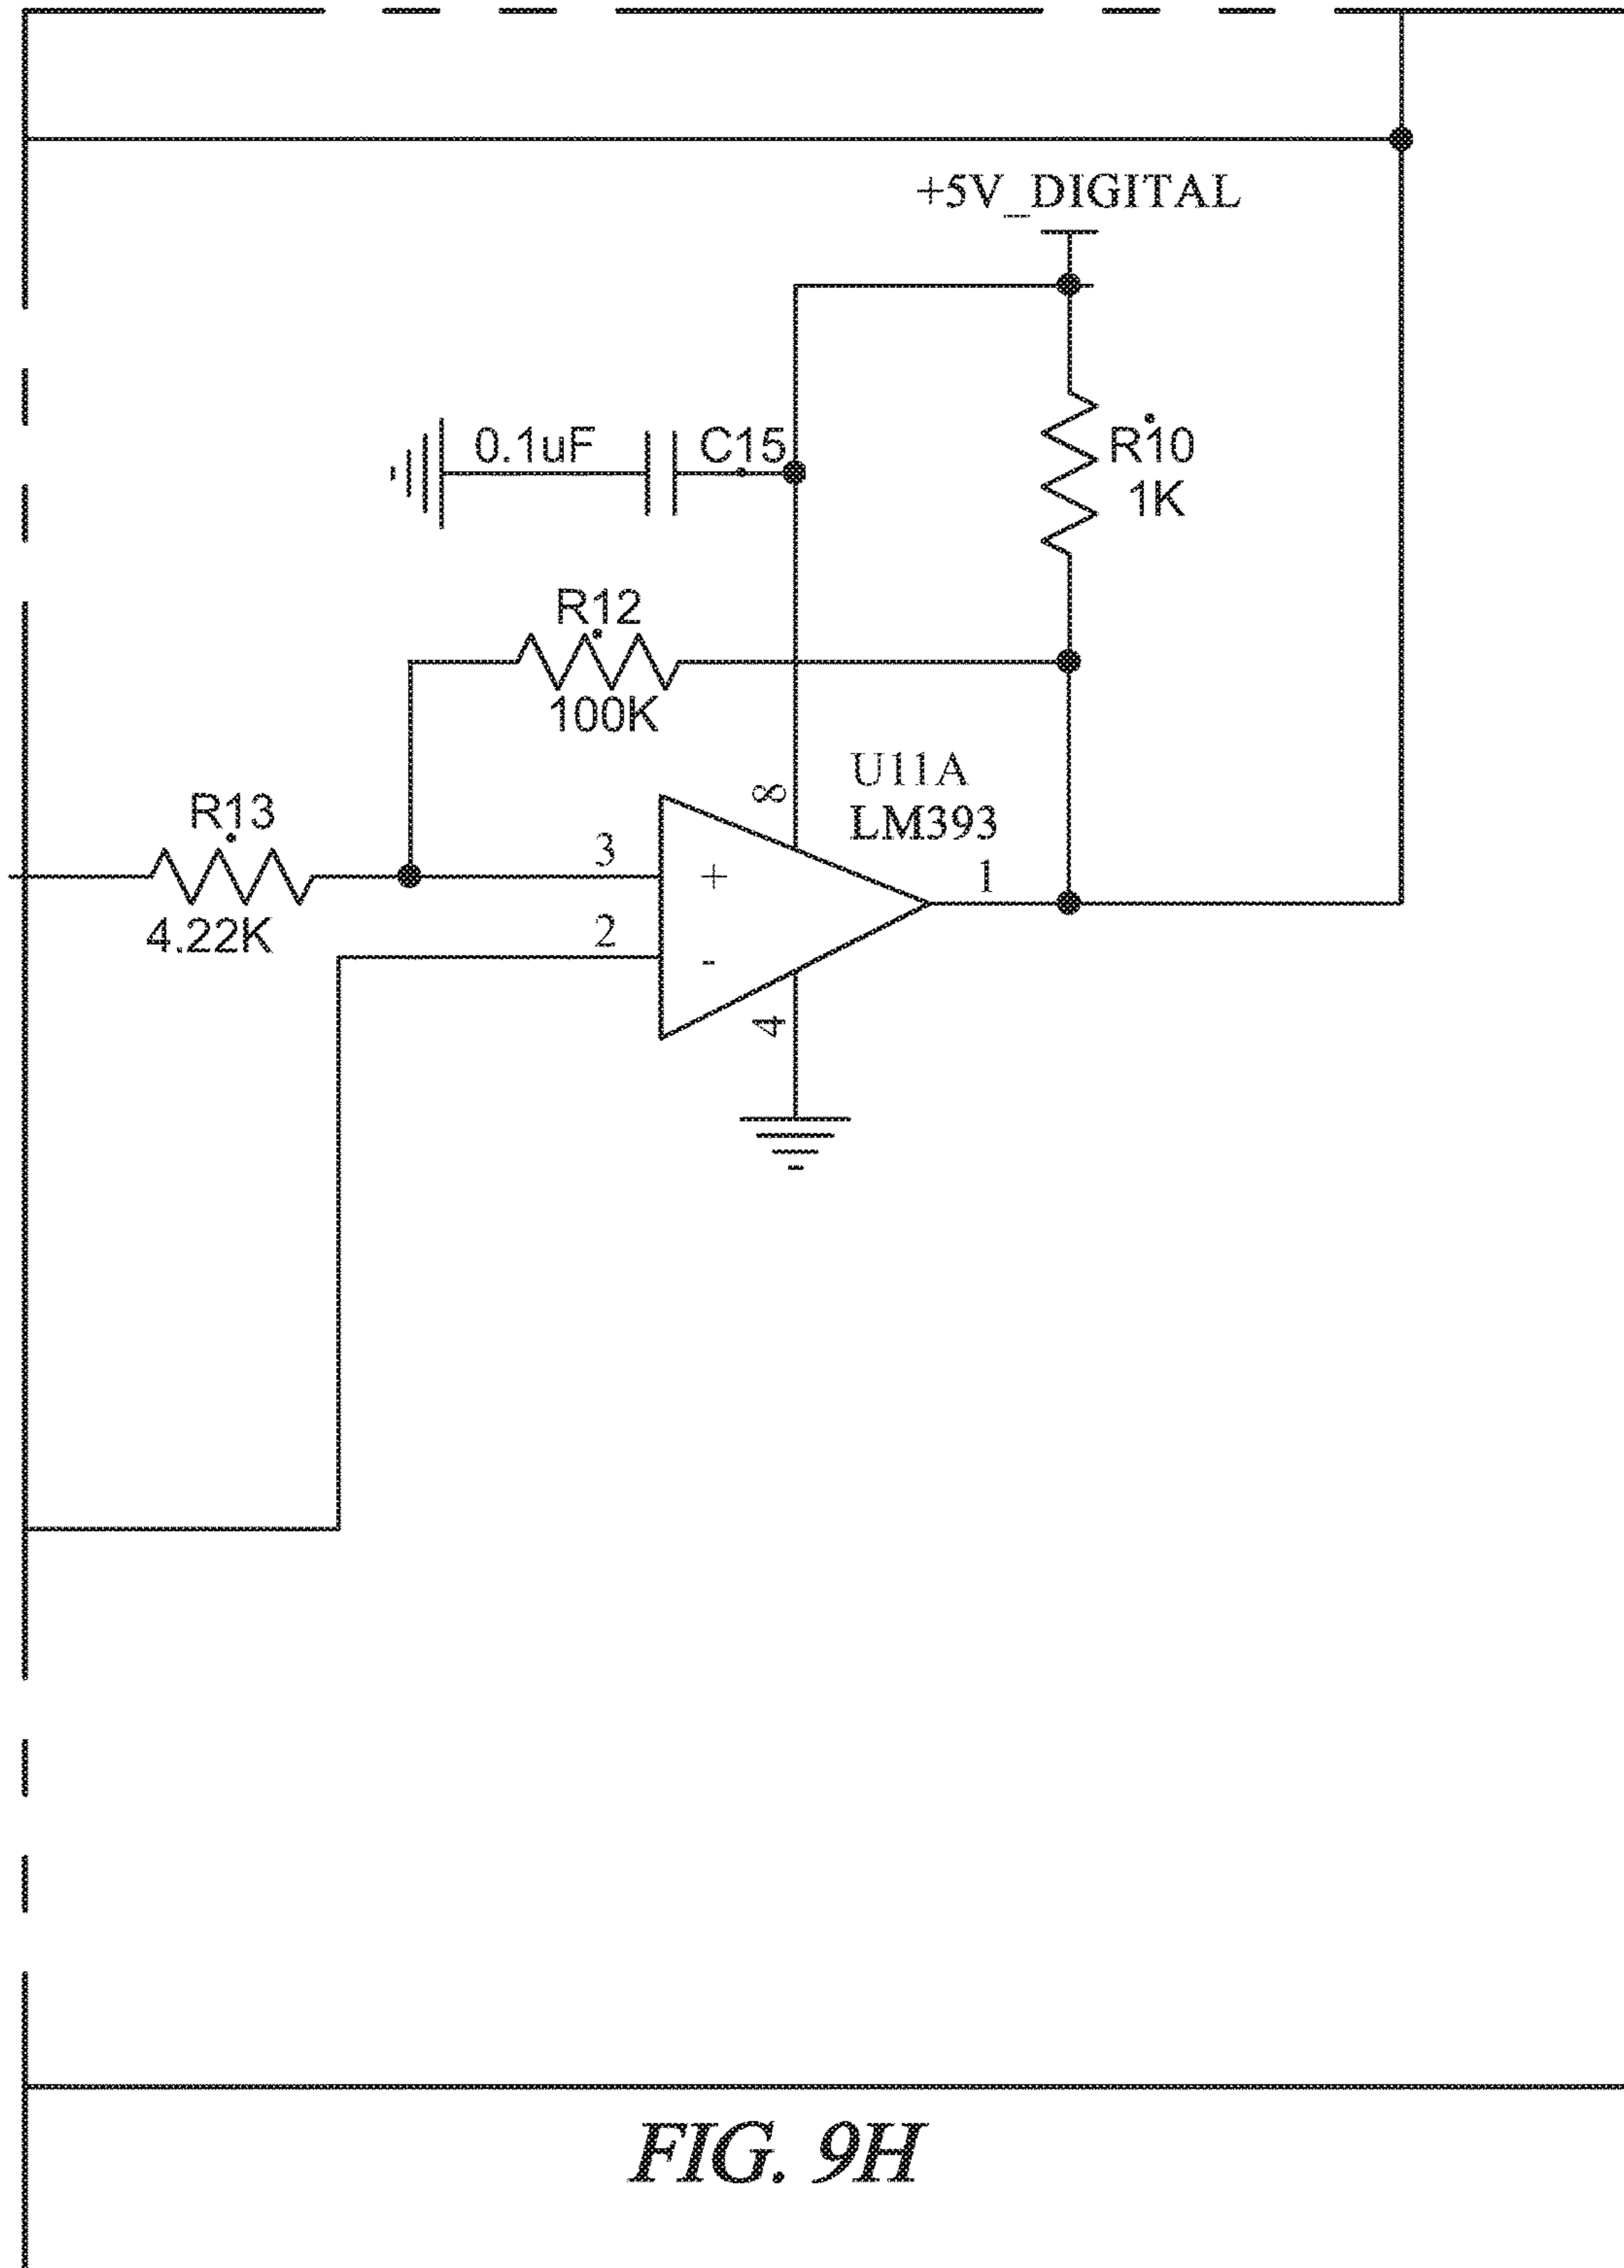 +5V_DIGITAL
0.1uF
C15
R10
1K
R12
100K
U11A
LM393
8
R13
4.22K
3
+
1
2
-
4
FIG. 9H